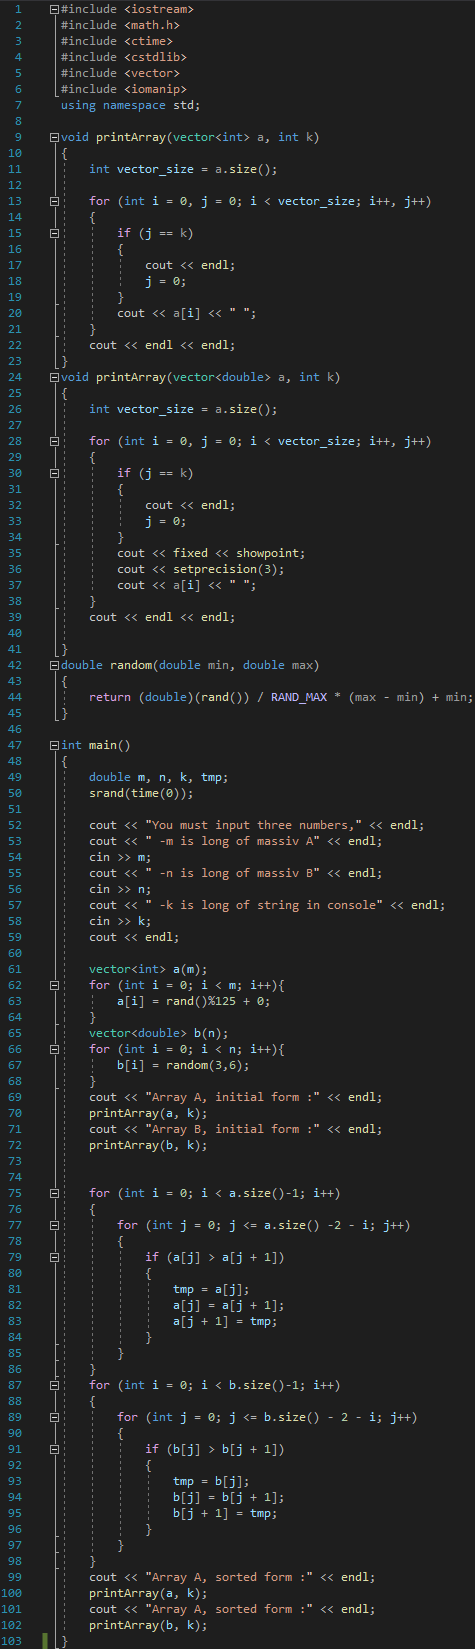 1 #include <iostream>
2 #include <math.h>
3 #include <ctime>
4 #include <cstdlib>
5 #include <vector>
6 #include <iomanip>
7 using namespace std;
8
9 void printArray(vector<int> a, int k)
10 {
11 int vector_size = a.size();
12
13 for (int i = 0, j = 0; i < vector_size; i++, j++)
14 {
15 if (j == k)
16 {
17 cout << endl;
18 j = 0;
19 }
20 cout << a[i] << " ";
21 }
22 cout << endl << endl;
23 }
24 void printArray(vector<double> a, int k)
25 {
26 int vector_size = a.size();
27
28 for (int i = 0, j = 0; i < vector_size; i++, j++)
29 {
30 if (j == k)
31 {
32 cout << endl;
33 j = 0;
34 }
35 cout << fixed << showpoint;
36 cout << setprecision(3);
37 cout << a[i] << " ";
38 }
39 cout << endl << endl;
40
41 }
42 double random(double min, double max)
43 {
44 return (double)(rand()) / RAND_MAX * (max - min) + min;
45 }
46
47 int main()
48 {
49 double m, n, k, tmp;
50 srand(time(0));
51
52 cout << "You must input three numbers," << endl;
53 cout << " -m is long of massiv A" << endl;
54 cin >> m;
55 cout << " -n is long of massiv B" << endl;
56 cin >> n;
57 cout << " -k is long of string in console" << endl;
58 cin >> k;
59 cout << endl;
60
61 vector<int> a(m);
62 for (int i = 0; i < m; i++){
63 a[i] = rand()%125 + 0;
64 }
65 vector<double> b(n);
66 for (int i = 0; i < n; i++){
67 b[i] = random(3,6);
68 }
69 cout << "Array A, initial form :" << endl;
70 printArray(a, k);
71 cout << "Array B, initial form :" << endl;
72 printArray(b, k);
73
74
75 for (int i = 0; i < a.size()-1; i++)
76 {
77 for (int j = 0; j <= a.size() -2 - i; j++)
78 {
79 if (a[j] > a[j + 1])
80 {
81 tmp = a[j];
82 a[j] = a[j + 1];
83 a[j + 1] = tmp;
84 }
85 }
86 }
87 for (int i = 0; i < b.size()-1; i++)
88 {
89 for (int j = 0; j <= b.size() - 2 - i; j++)
90 {
91 if (b[j] > b[j + 1])
92 {
93 tmp = b[j];
94 b[j] = b[j + 1];
95 b[j + 1] = tmp;
96 }
97 }
98 }
99 cout << "Array A, sorted form :" << endl;
100 printArray(a, k);
101 cout << "Array A, sorted form :" << endl;
102 printArray(b, k);
103 }